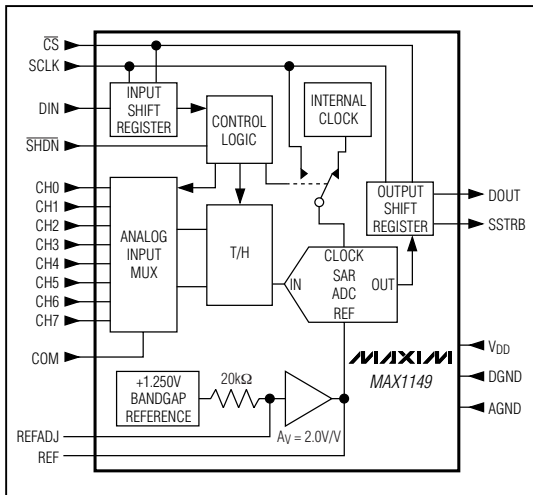 CS
SCLK
DIN
SHDN
CH0
CH1
CH2
CH3
CH4
CH5
CH6
CH7
COM
REFADJ
REF
INPUT
SHIFT
REGISTER
CONTROL
LOGIC
INTERNAL
CLOCK
OUTPUT
SHIFT
REGISTER
DOUT
SSTRB
ANALOG
INPUT
MUX
T/H
CLOCK
IN
SAR
ADC
OUT
REF
MAXIM
MAX1149
VDD
DGND
AGND
+1.250V
BANDGAP
REFERENCE
20kΩ
AV = 2.0V/V